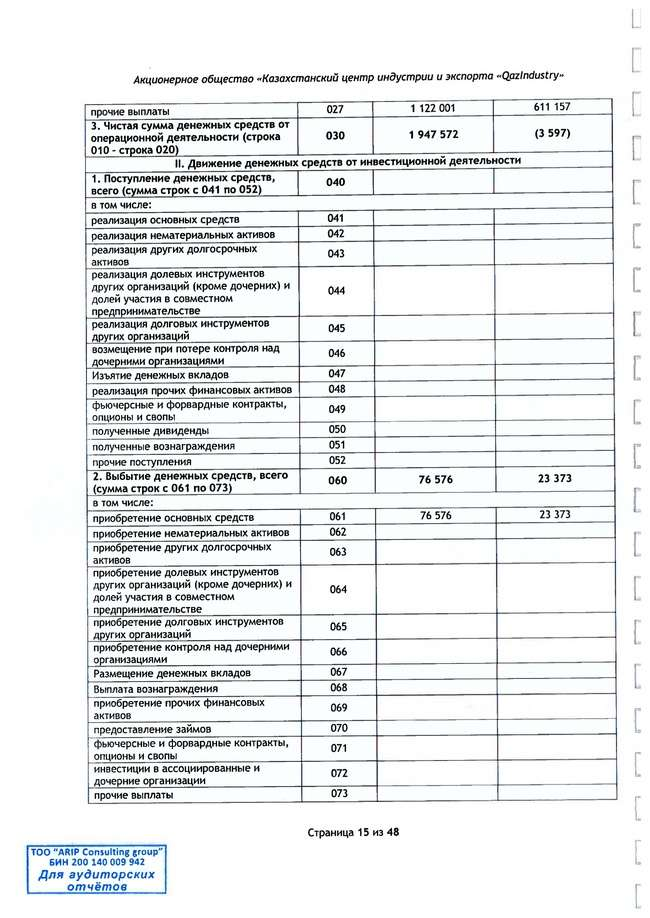 Акционерное общество «Казахстанский центр индустрии и экспорта «QazIndustry»
прочие выплаты 027 1 122 001 611 157
3. Чистая сумма денежных средств от
операционной деятельности (строка 030 1 947 572 (3 597)
010 - строка 020)
II. Движение денежных средств от инвестиционной деятельности
1. Поступление денежных средств, 040
всего (сумма строк с 041 по 052)
в том числе:
реализация основных средств 041
реализация нематериальных активов 042
реализация других долгосрочных 043
активов
реализация долевых инструментов
других организаций (кроме дочерних) и 044
долей участия в совместном
предпринимательстве
реализация долговых инструментов 045
других организаций
возмещение при потере контроля над 046
дочерними организациями
Изъятие денежных вкладов 047
реализация прочих финансовых активов 048
фьючерсные и форвардные контракты, 049
опционы и свопы
полученные дивиденды 050
полученные вознаграждения 051
прочие поступления 052
2. Выбытие денежных средств, всего 060 76 576 23 373
(сумма строк с 061 по 073)
в том числе:
приобретение основных средств 061 76 576 23 373
приобретение нематериальных активов 062
приобретение других долгосрочных 063
активов
приобретение долевых инструментов
других организаций (кроме дочерних) и 064
долей участия в совместном
предпринимательстве
приобретение долговых инструментов 065
других организаций
приобретение контроля над дочерними 066
организациями
Размещение денежных вкладов 067
Выплата вознаграждения 068
приобретение прочих финансовых 069
активов
предоставление займов 070
фьючерсные и форвардные контракты, 071
опционы и свопы
инвестиции в ассоциированные и 072
дочерние организации
прочие выплаты 073
Страница 15 из 48
ТОО "ARIP Consulting group"
БИН 200 140 009 942
Для аудиторских
отчётов